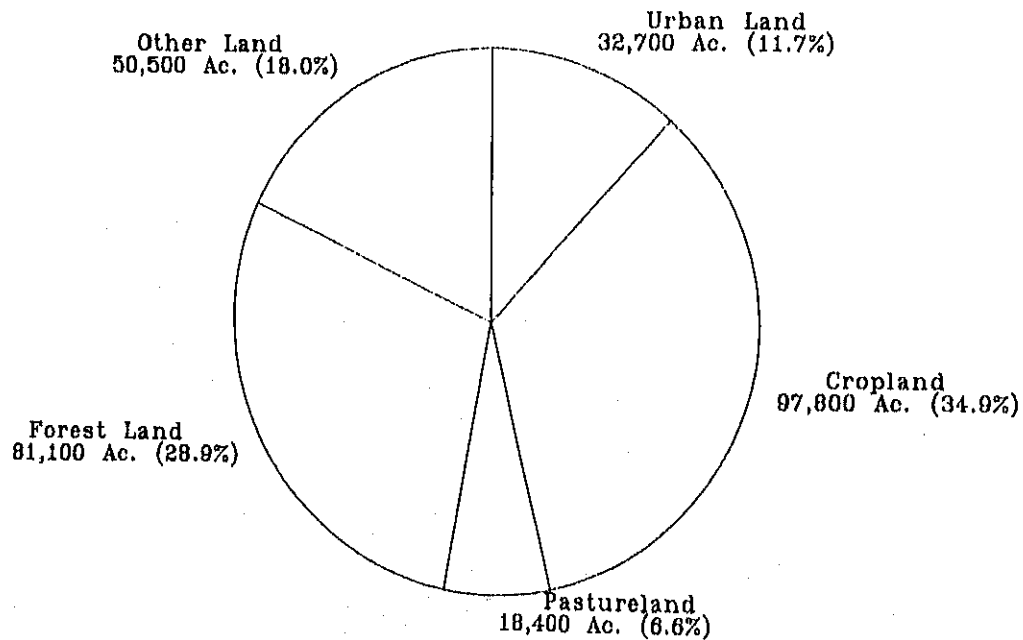 Urban Land
32,700 Ac. (11.7%)
Other Land
50,500 Ac. (18.0%)
Cropland
97,800 Ac. (34.9%)
Forest Land
81,100 Ac. (28.9%)
Pastureland
18,400 Ac. (6.6%)